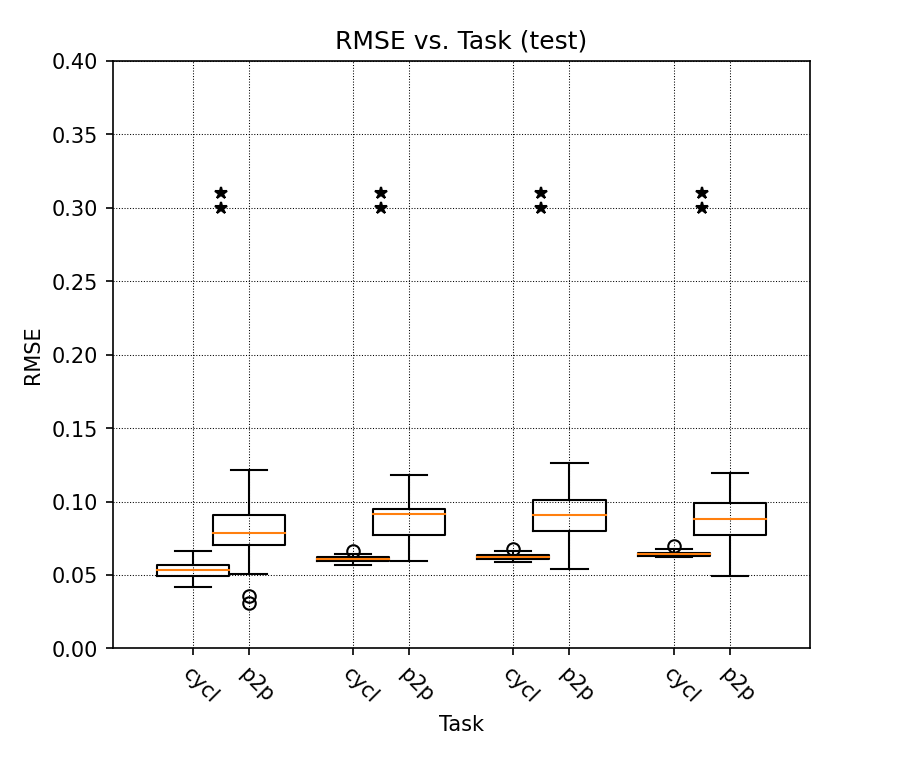 RMSE vs. Task (test)
0.40
0.35
0.30
0.25
0.20
0.15
0.10
0.05
0.00
RMSE
cycl p2p cycl p2p cycl p2p cycl p2p
Task